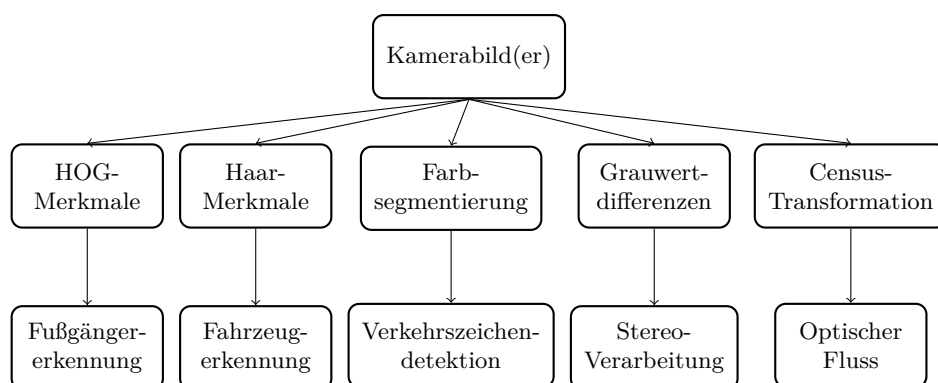 Kamerabild(er)
HOG-
Merkmale
Haar-
Merkmale
Farb-
segmentierung
Grauwert-
differenzen
Census-
Transformation
Fußgänger-
erkennung
Fahrzeug-
erkennung
Verkehrszeichen-
detektion
Stereo-
Verarbeitung
Optischer
Fluss